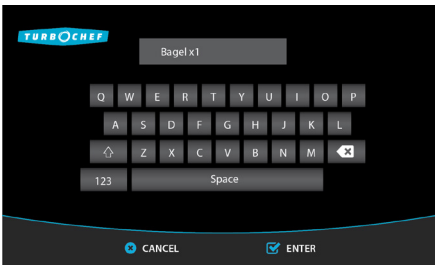 TURBOCHEF
Bagel x1
Q W E R T Y U I O P
A S D F G H J K L
Z X C V B N M
123 Space
CANCEL ENTER